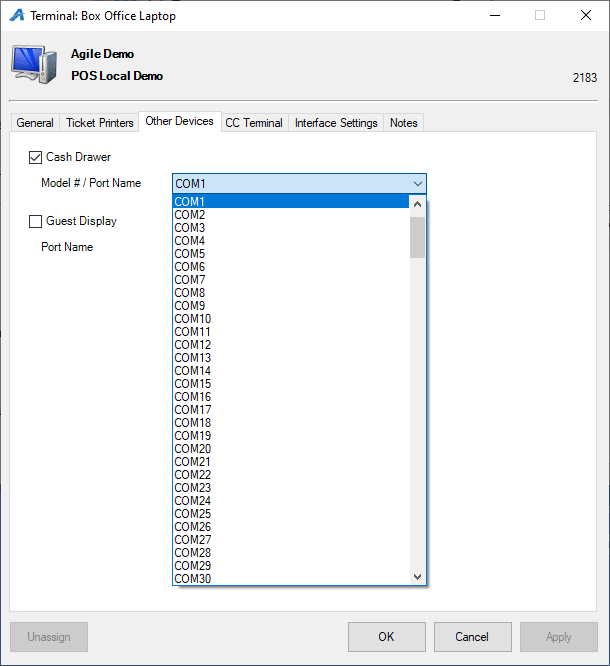 Terminal: Box Office Laptop
Agile Demo
POS Local Demo
2183
General Ticket Printers Other Devices CC Terminal Interface Settings Notes
Cash Drawer
Model # / Port Name COM1
COM1
COM2
Guest Display
COM3
COM4
Port Name
COM5
COM6
COM7
COM8
COM9
COM10
COM11
COM12
COM13
COM14
COM15
COM16
COM17
COM18
COM19
COM20
COM21
COM22
COM23
COM24
COM25
COM26
COM27
COM28
COM29
COM30
Unassign OK Cancel Apply